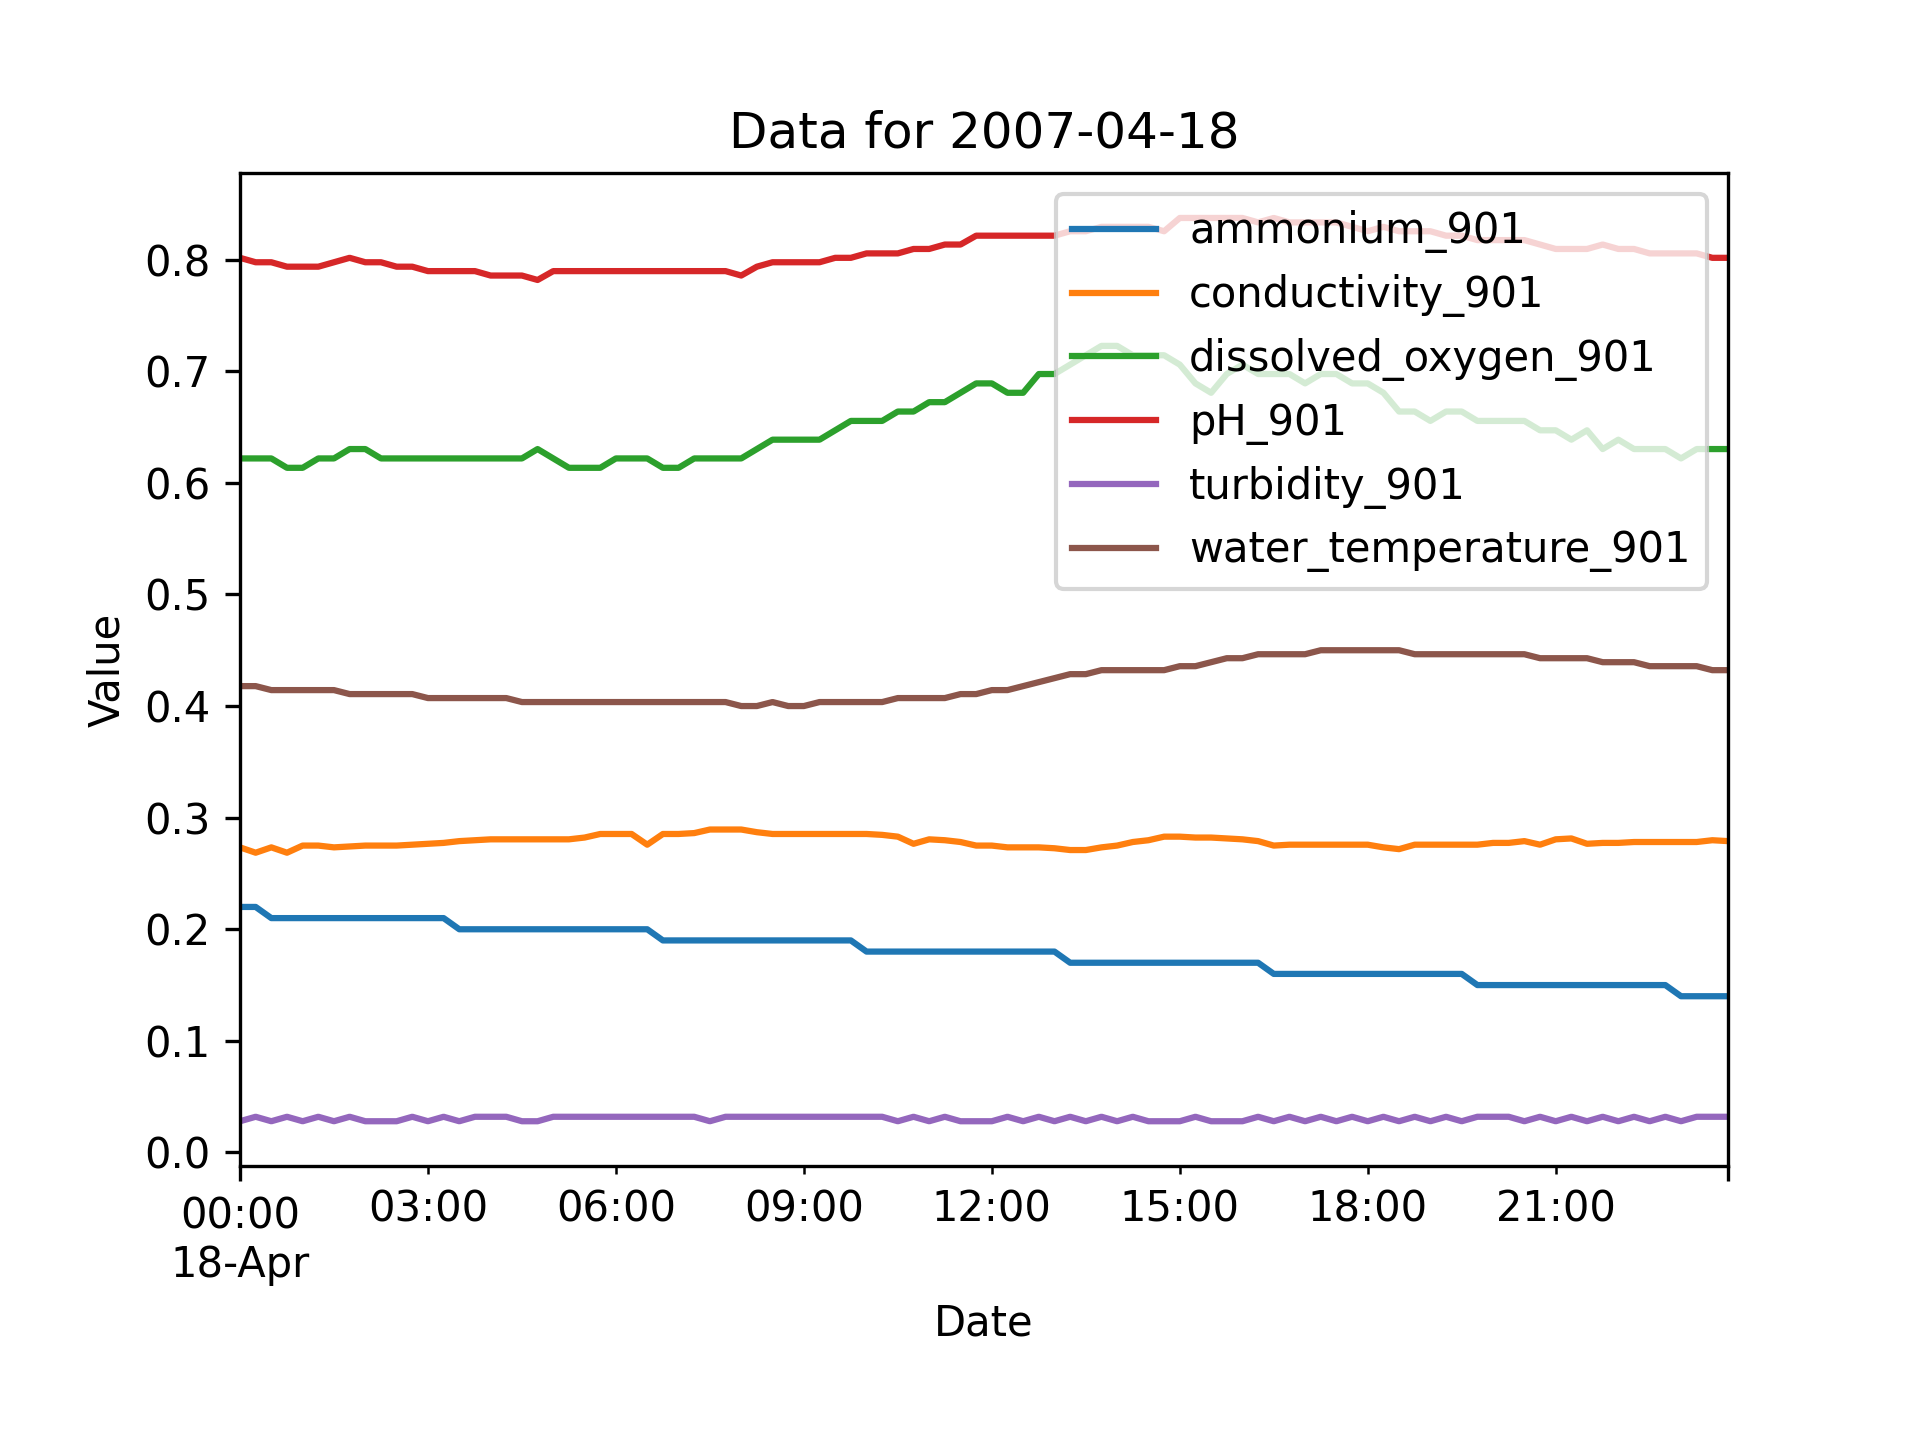 Data for 2007-04-18
ammonium_901
conductivity_901
dissolved_oxygen_901
pH_901
turbidity_901
water_temperature_901
Value
0.8
0.7
0.6
0.5
0.4
0.3
0.2
0.1
0.0
00:00 03:00 06:00 09:00 12:00 15:00 18:00 21:00
18-Apr
Date